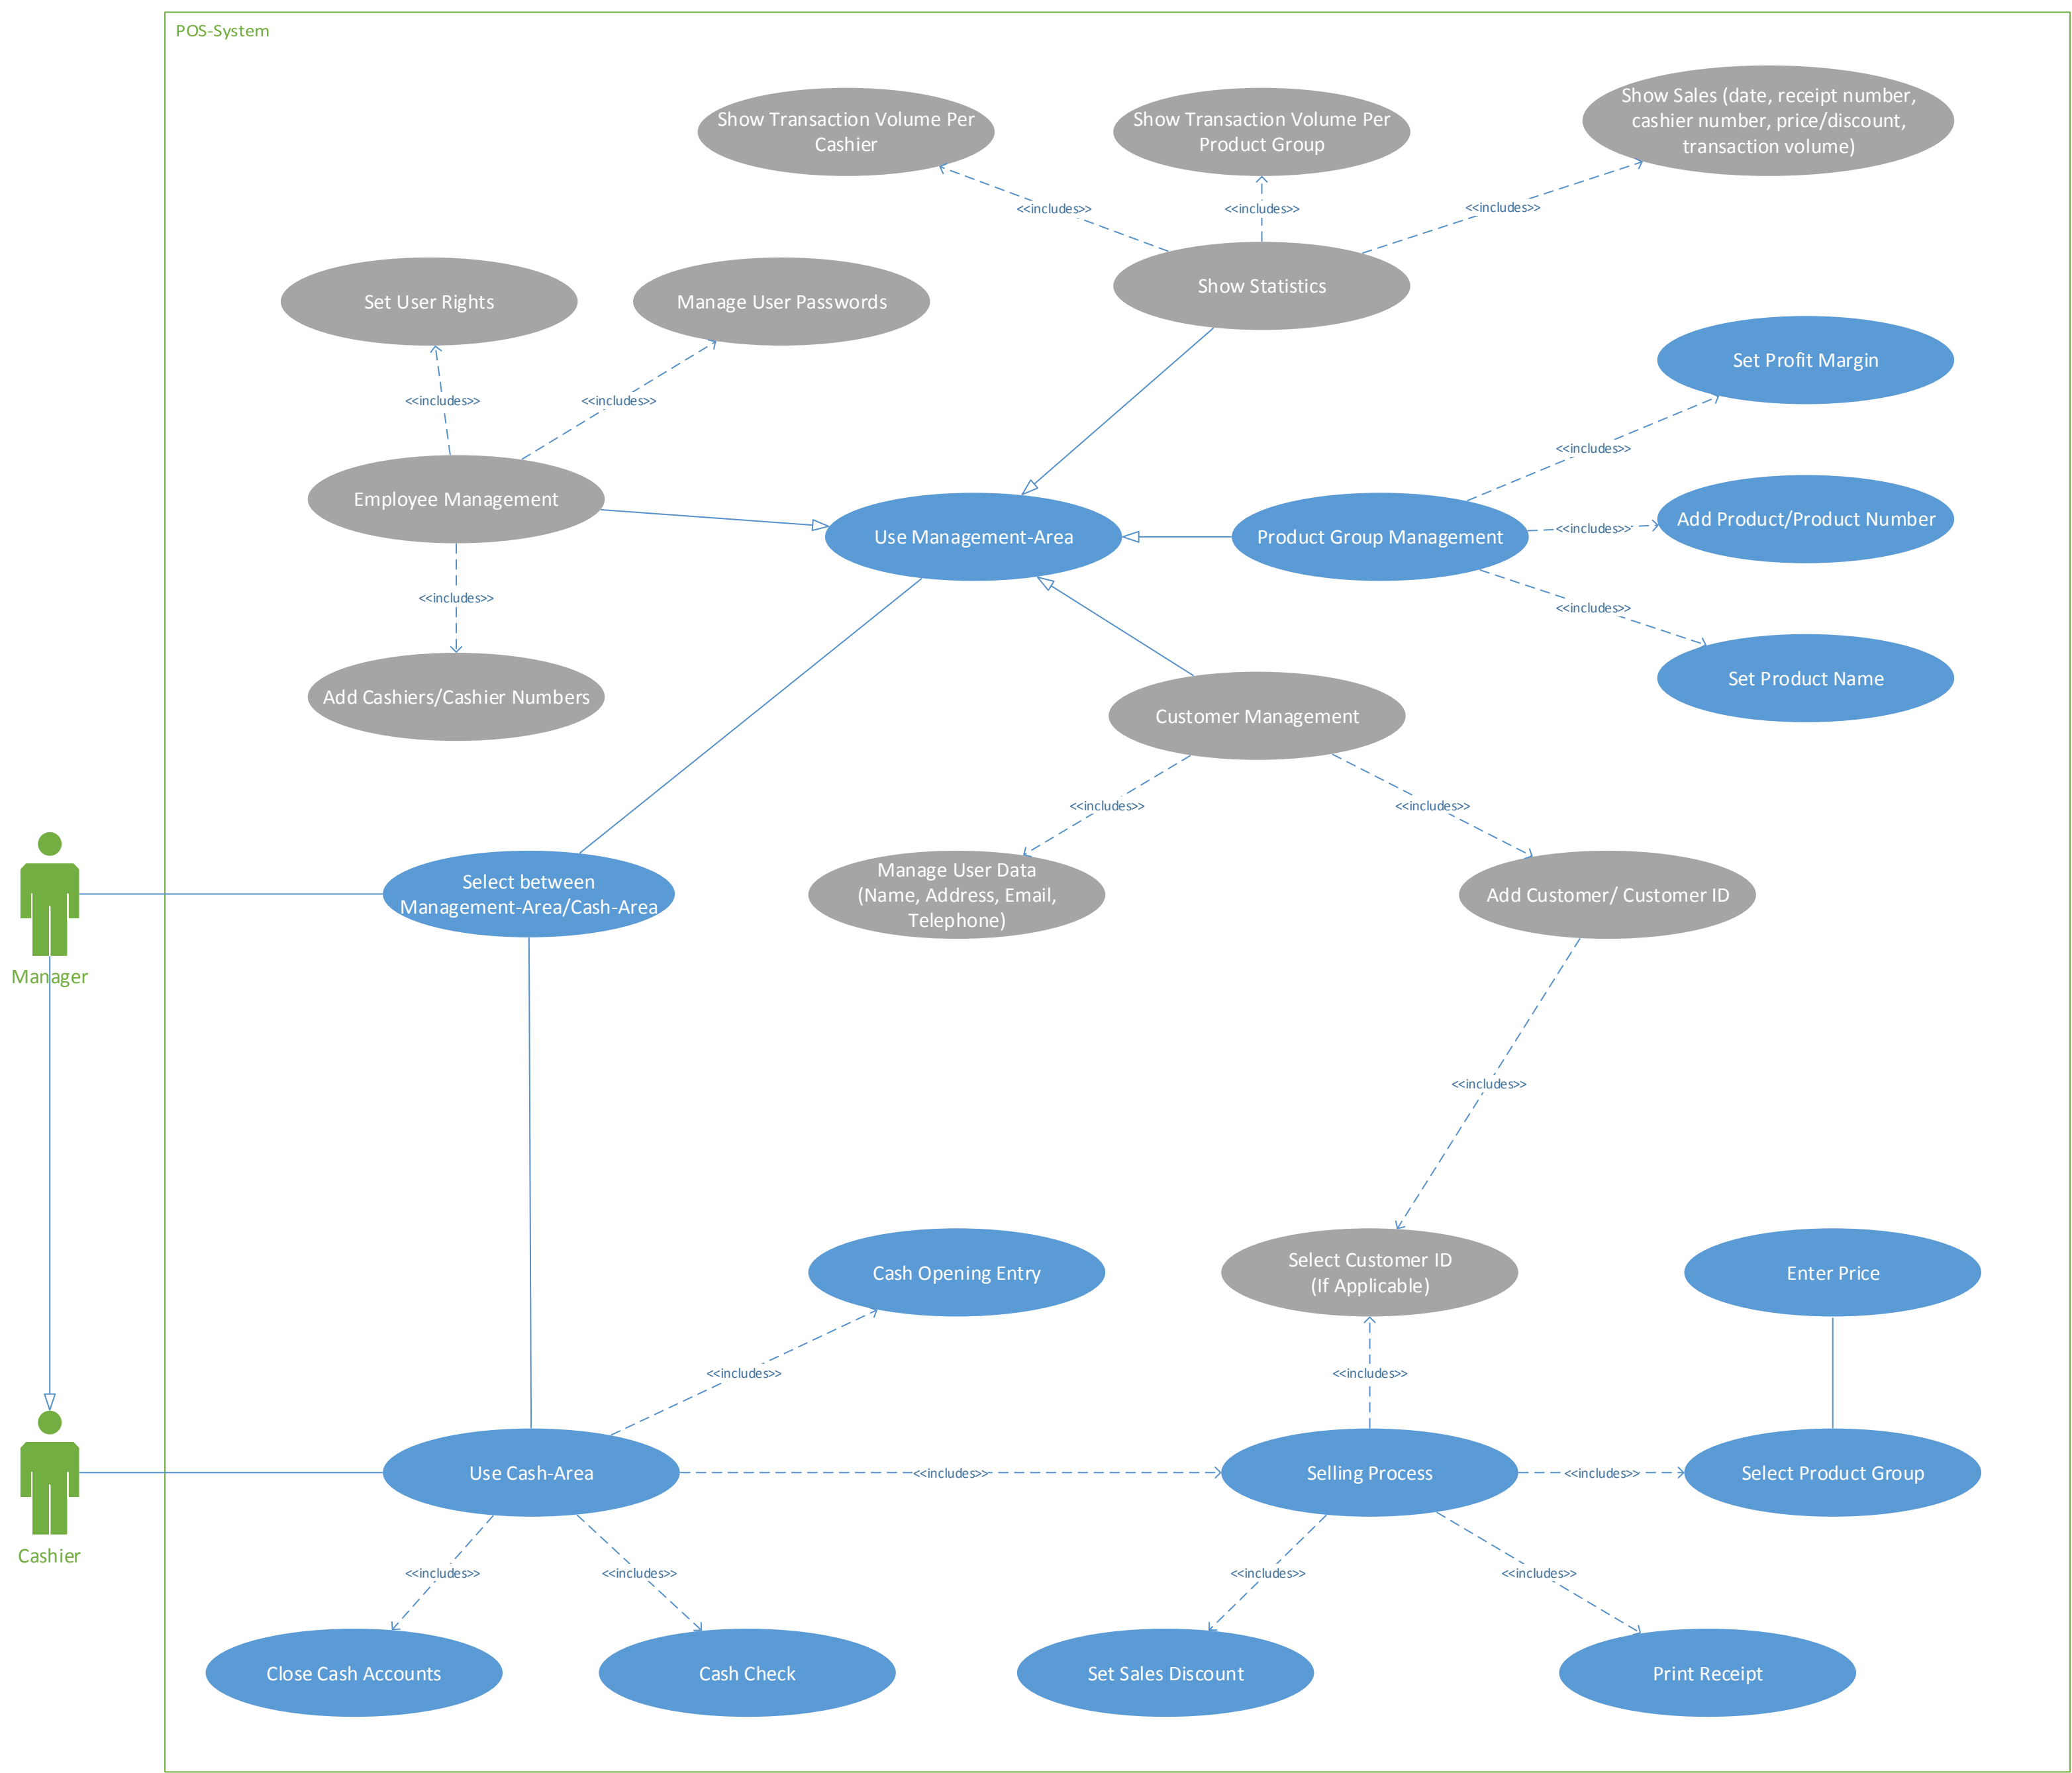 POS-System
Show Transaction Volume Per
Cashier
Show Transaction Volume Per
Product Group
Show Sales (date, receipt number,
cashier number, price/discount,
transaction volume)
<<includes>>
<<includes>>
<<includes>>
Show Statistics
Set User Rights
Manage User Passwords
Set Profit Margin
<<includes>>
<<includes>>
<<includes>>
Employee Management
Use Management-Area
Product Group Management
<<includes>>
Add Product/Product Number
<<includes>>
<<includes>>
Set Product Name
Add Cashiers/Cashier Numbers
Customer Management
<<includes>>
<<includes>>
Select between
Management-Area/Cash-Area
Manage User Data
(Name, Address, Email,
Telephone)
Add Customer/ Customer ID
Manager
<<includes>>
Cash Opening Entry
Select Customer ID
(If Applicable)
Enter Price
<<includes>>
<<includes>>
Use Cash-Area
<<includes>>
Selling Process
<<includes>>
Select Product Group
Cashier
<<includes>>
<<includes>>
<<includes>>
<<includes>>
Close Cash Accounts
Cash Check
Set Sales Discount
Print Receipt